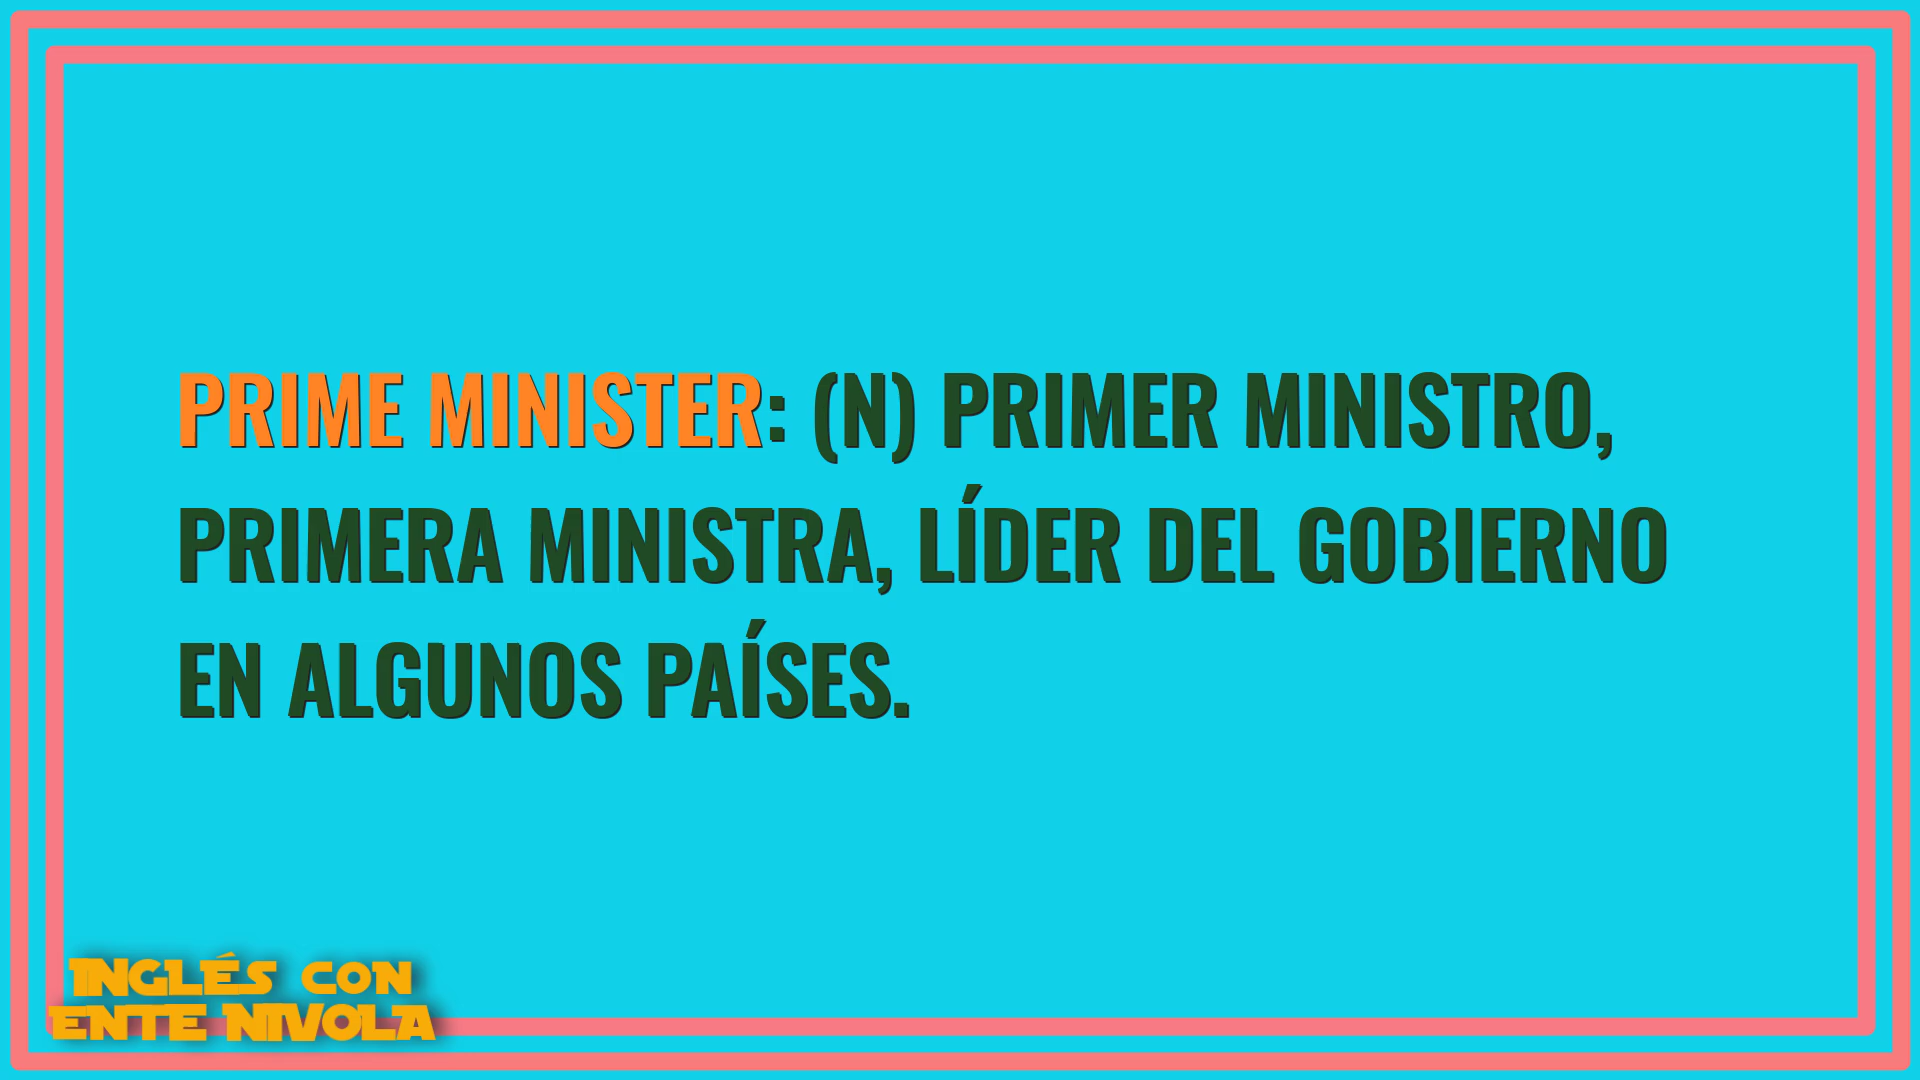 PRIME MINISTER: (N) PRIMER MINISTRO,
PRIMERA MINISTRA, LÍDER DEL GOBIERNO
EN ALGUNOS PAÍSES.
INGLÉS CON
ENTE NIVOLA